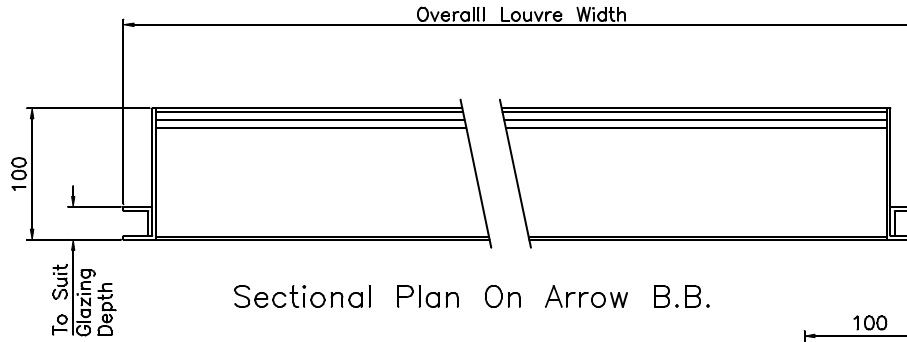 Overalll Louvre Width
100
To Suit
Glazing
Depth
Sectional Plan On Arrow B.B.
100